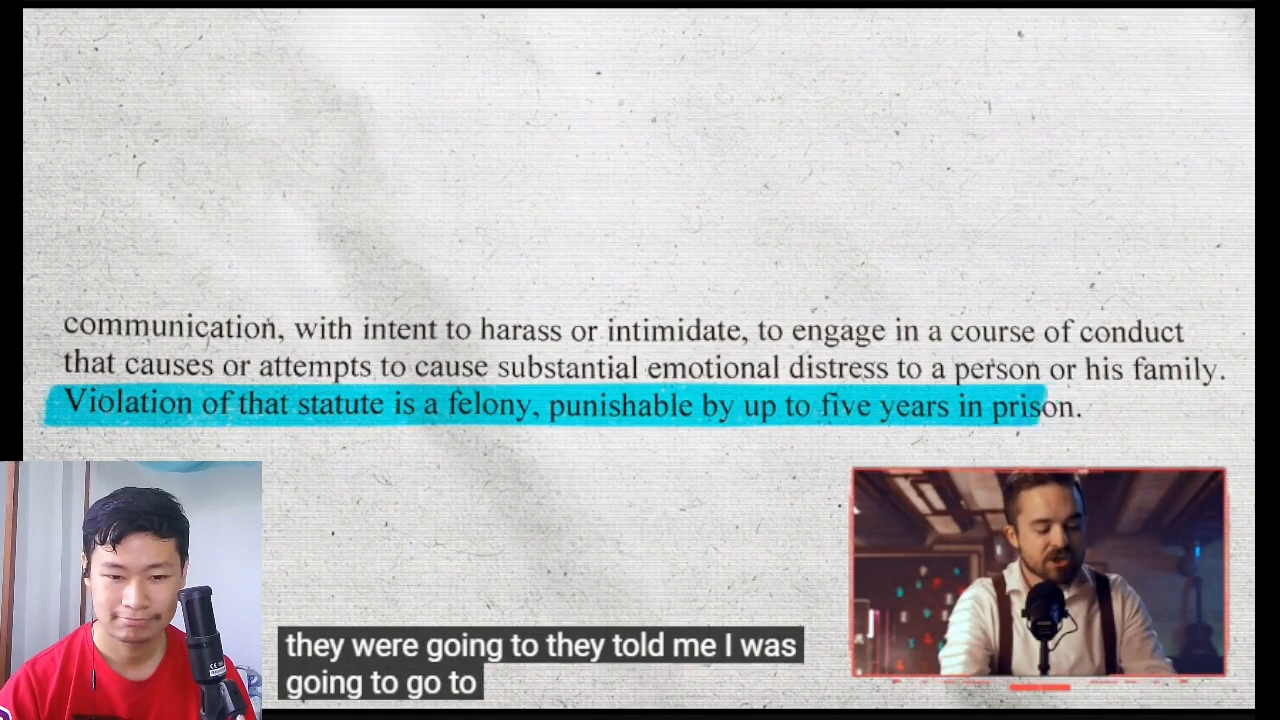 communication, with intent to harass or intimidate, to engage in a course of conduct
that causes or attempts to cause substantial emotional distress to a person or his family.
Violation of that statute is a felony, punishable by up to five years in prison.
they were going to they told me I was
going to go to